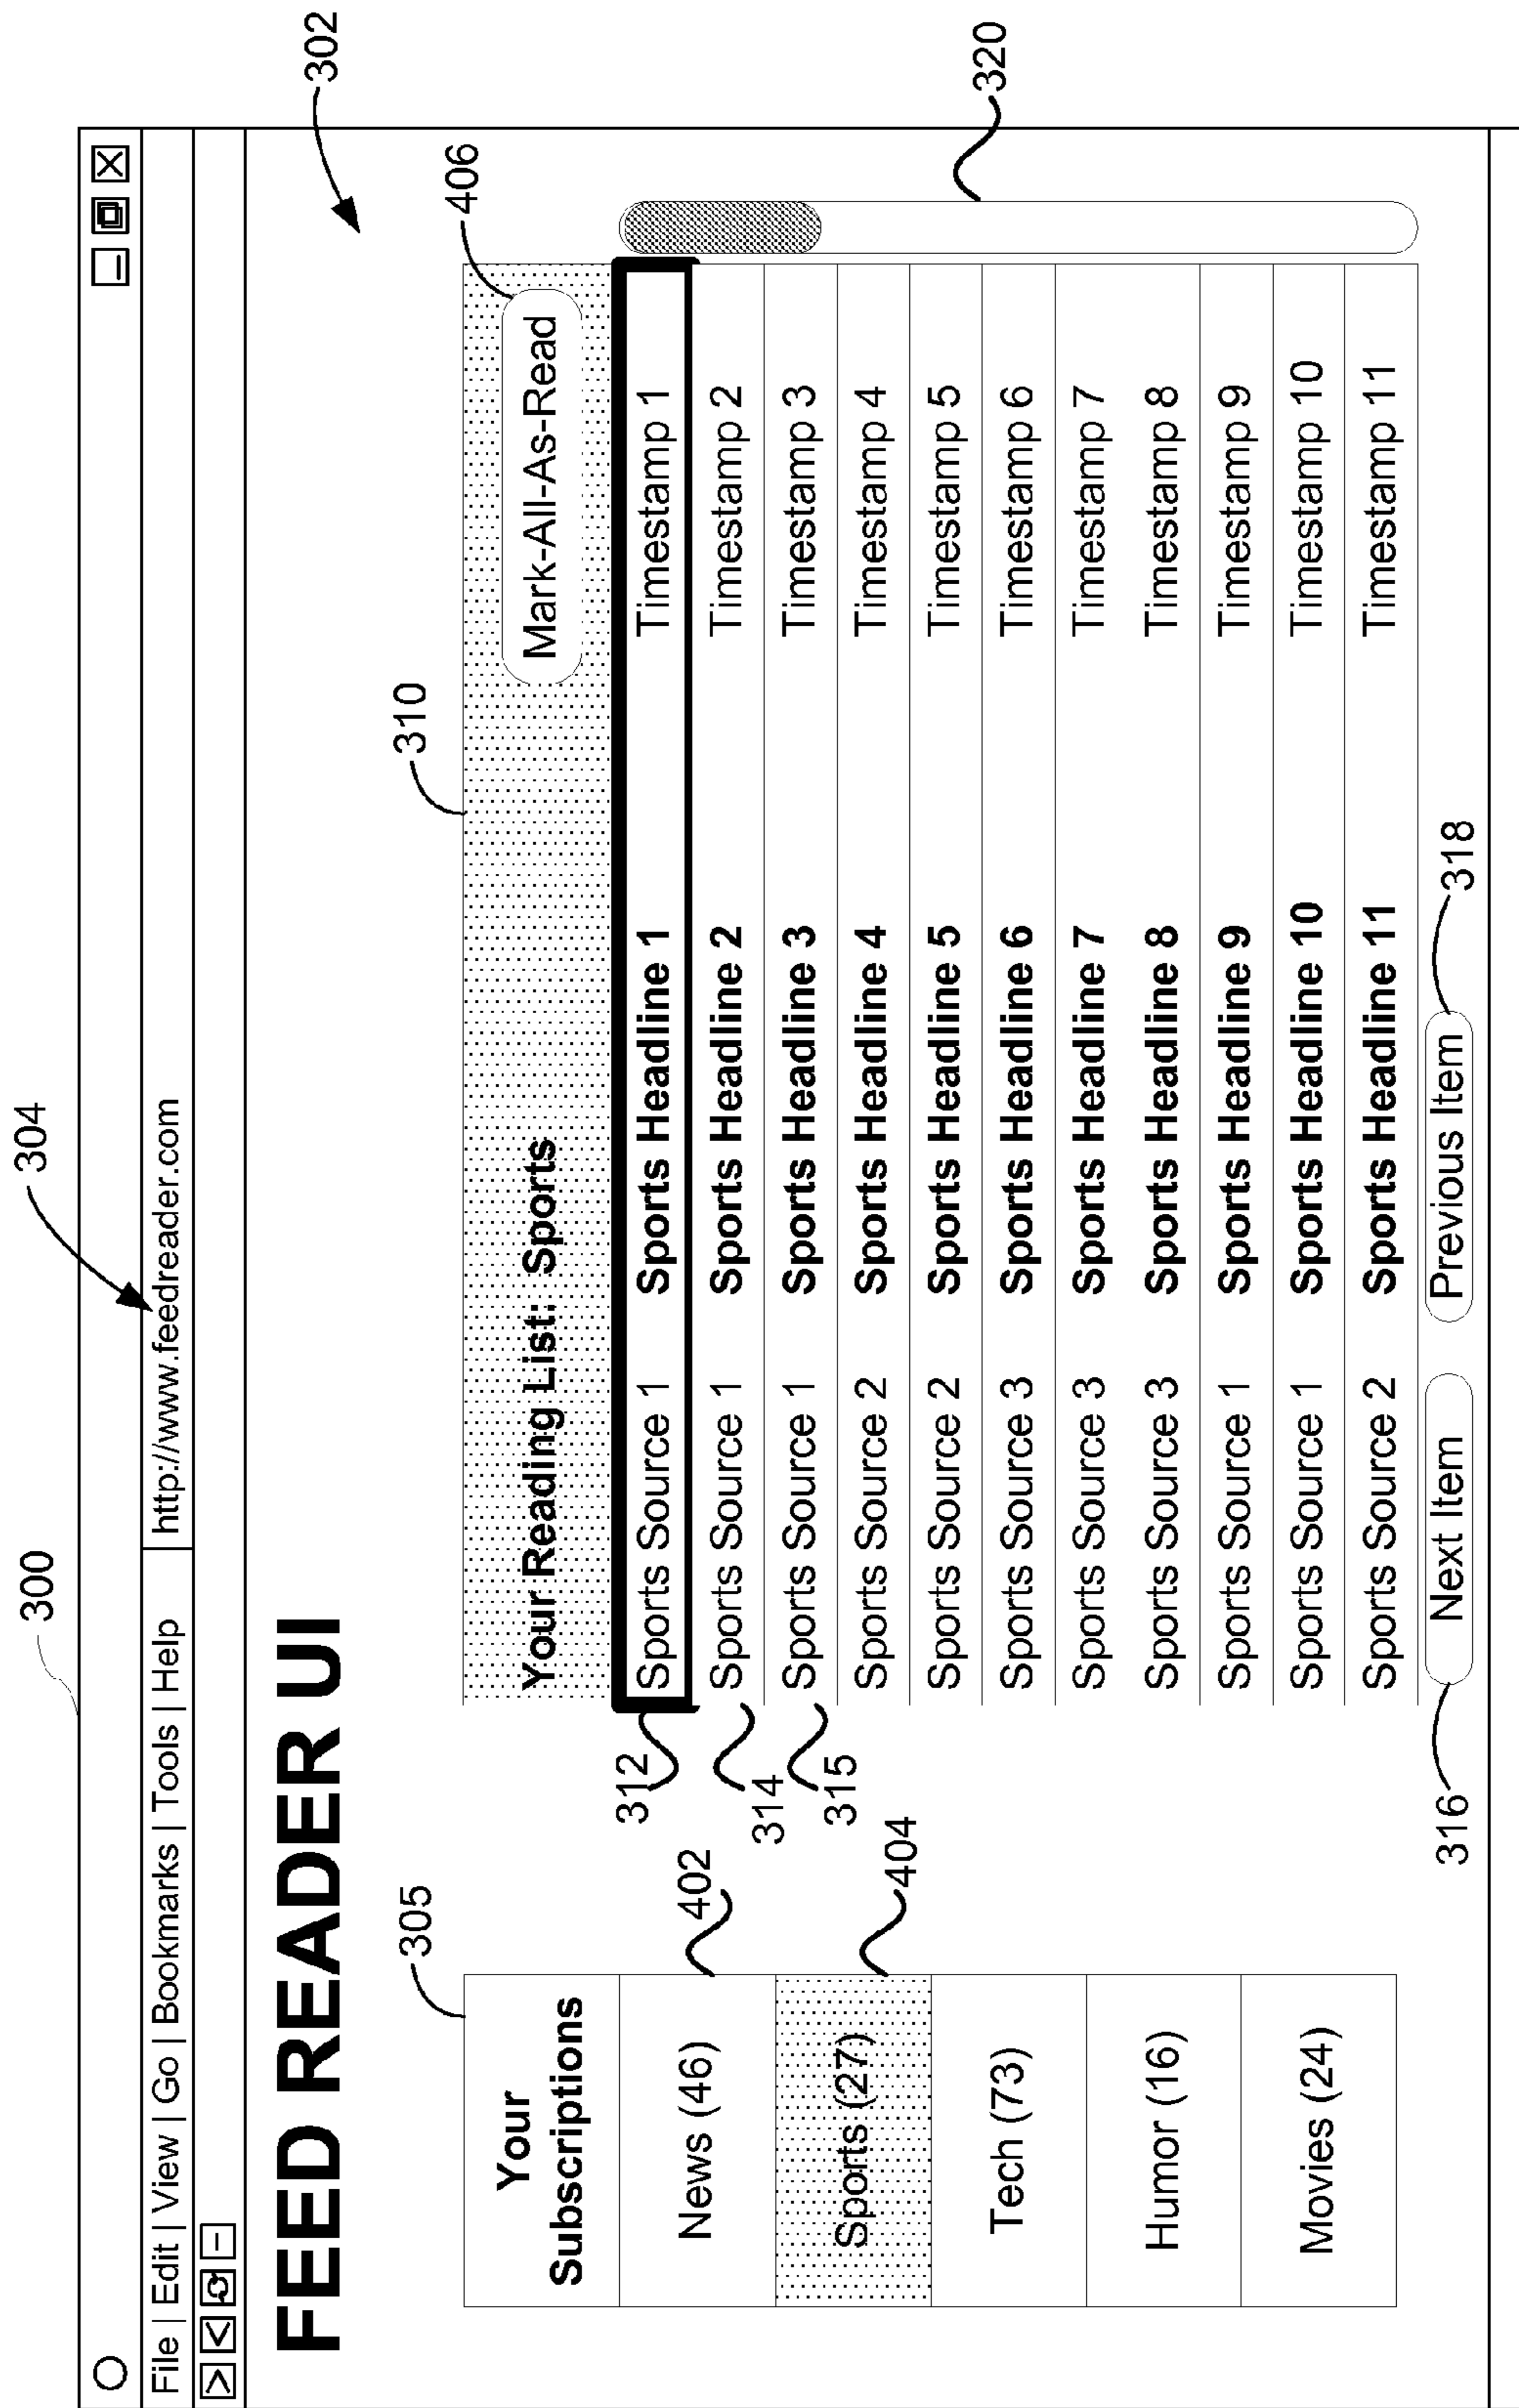 300
304
302
File | Edit | View | Go | Bookmarks | Tools | Help
http://www.feedreader.com
FEED READER UI
305
310
406
Your
Subscriptions
News (46)
Sports (27)
Tech (73)
Humor (16)
Movies (24)
402
404
Your Reading List: Sports
Mark-All-As-Read
312
314
315
320
Sports Source 1 Sports Headline 1 Timestamp 1
Sports Source 1 Sports Headline 2 Timestamp 2
Sports Source 1 Sports Headline 3 Timestamp 3
Sports Source 2 Sports Headline 4 Timestamp 4
Sports Source 2 Sports Headline 5 Timestamp 5
Sports Source 3 Sports Headline 6 Timestamp 6
Sports Source 3 Sports Headline 7 Timestamp 7
Sports Source 3 Sports Headline 8 Timestamp 8
Sports Source 1 Sports Headline 9 Timestamp 9
Sports Source 1 Sports Headline 10 Timestamp 10
Sports Source 2 Sports Headline 11 Timestamp 11
316
Next Item
Previous Item
318